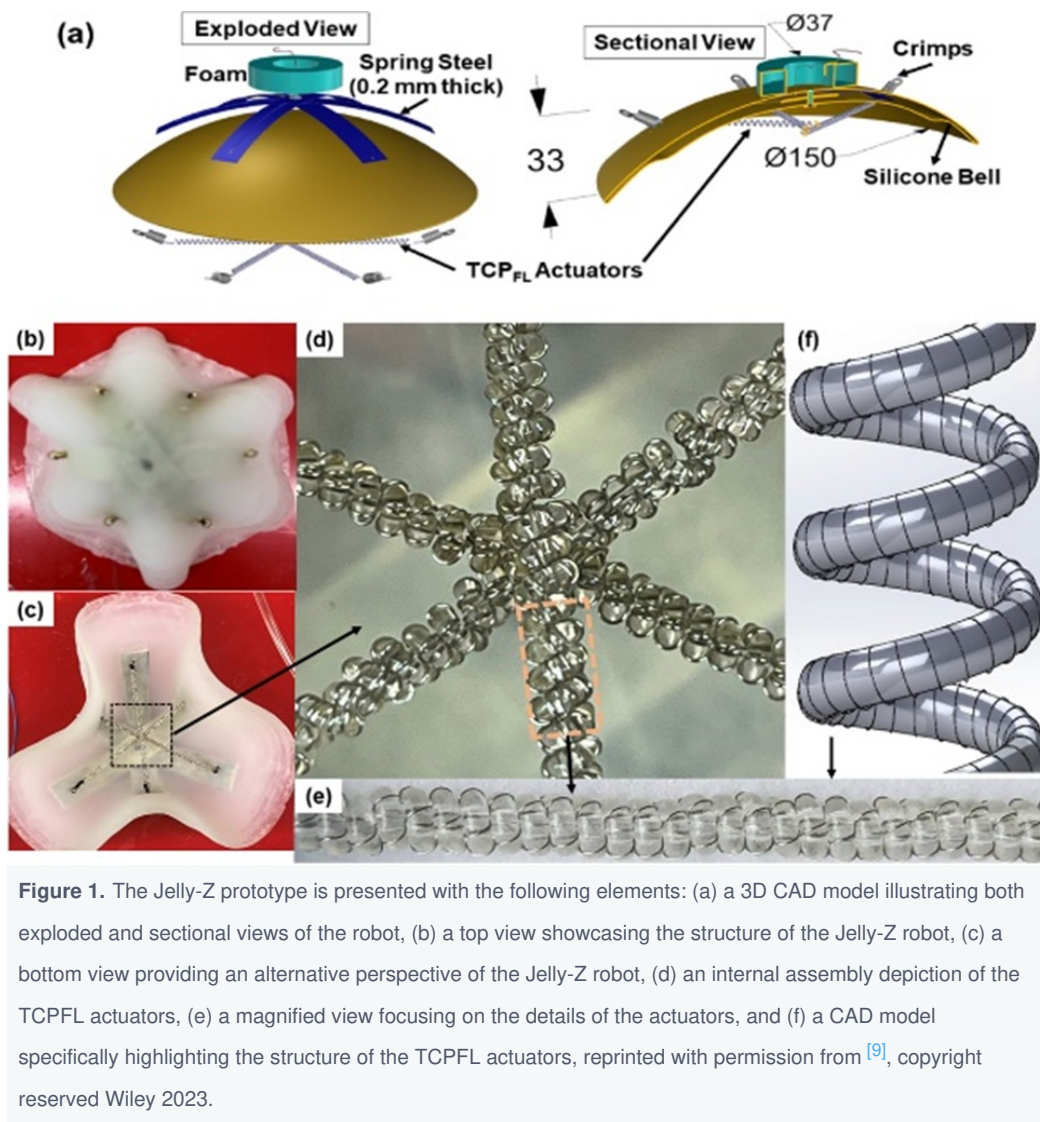 (a)
Exploded View
Foam
Spring Steel
(0.2 mm thick)
Sectional View
Ø37
Crimps
33
Ø150
Silicone Bell
TCPFL Actuators
(b)
(d)
(f)
(c)
(e)
Figure 1. The Jelly-Z prototype is presented with the following elements: (a) a 3D CAD model illustrating both
exploded and sectional views of the robot, (b) a top view showcasing the structure of the Jelly-Z robot, (c) a
bottom view providing an alternative perspective of the Jelly-Z robot, (d) an internal assembly depiction of the
TCPFL actuators, (e) a magnified view focusing on the details of the actuators, and (f) a CAD model
specifically highlighting the structure of the TCPFL actuators, reprinted with permission from [9], copyright
reserved Wiley 2023.